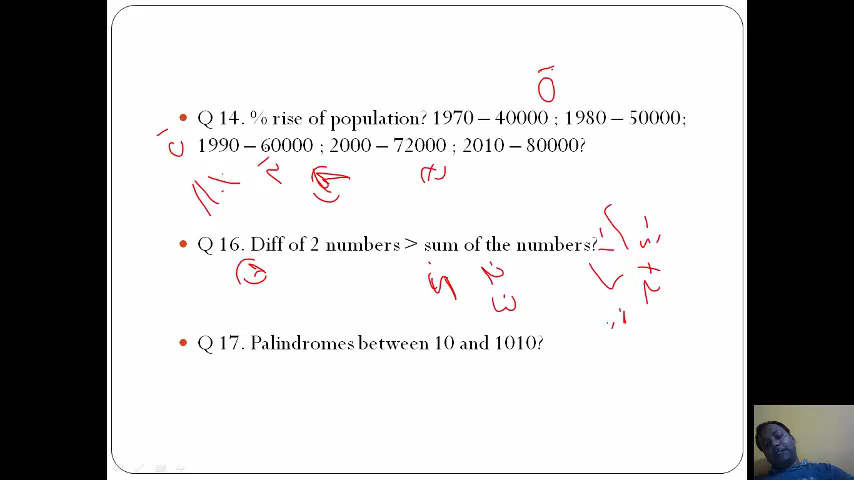 Q 14. % rise of population? 1970 – 40000 ; 1980 – 50000;
1990 – 60000 ; 2000 – 72000 ; 2010 – 80000?
Q 16. Diff of 2 numbers > sum of the numbers?
Q 17. Palindromes between 10 and 1010?